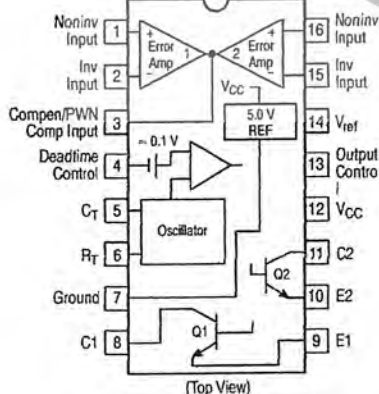 Noninv
Input
1
+
Error
Amp
-
1
2
+
Error
Amp
-
16
Noninv
Input
Inv
Input
2
15
Inv
Input
Compen/PWN
Comp Input
3
VCC
5.0 V
REF
14
Vref
≈ 0.1 V
Deadtime
Control
4
13
Output
Contro
l
CT
5
Oscillator
12
VCC
RT
6
11
C2
Q2
Ground
7
10
E2
C1
8
Q1
9
E1
(Top View)